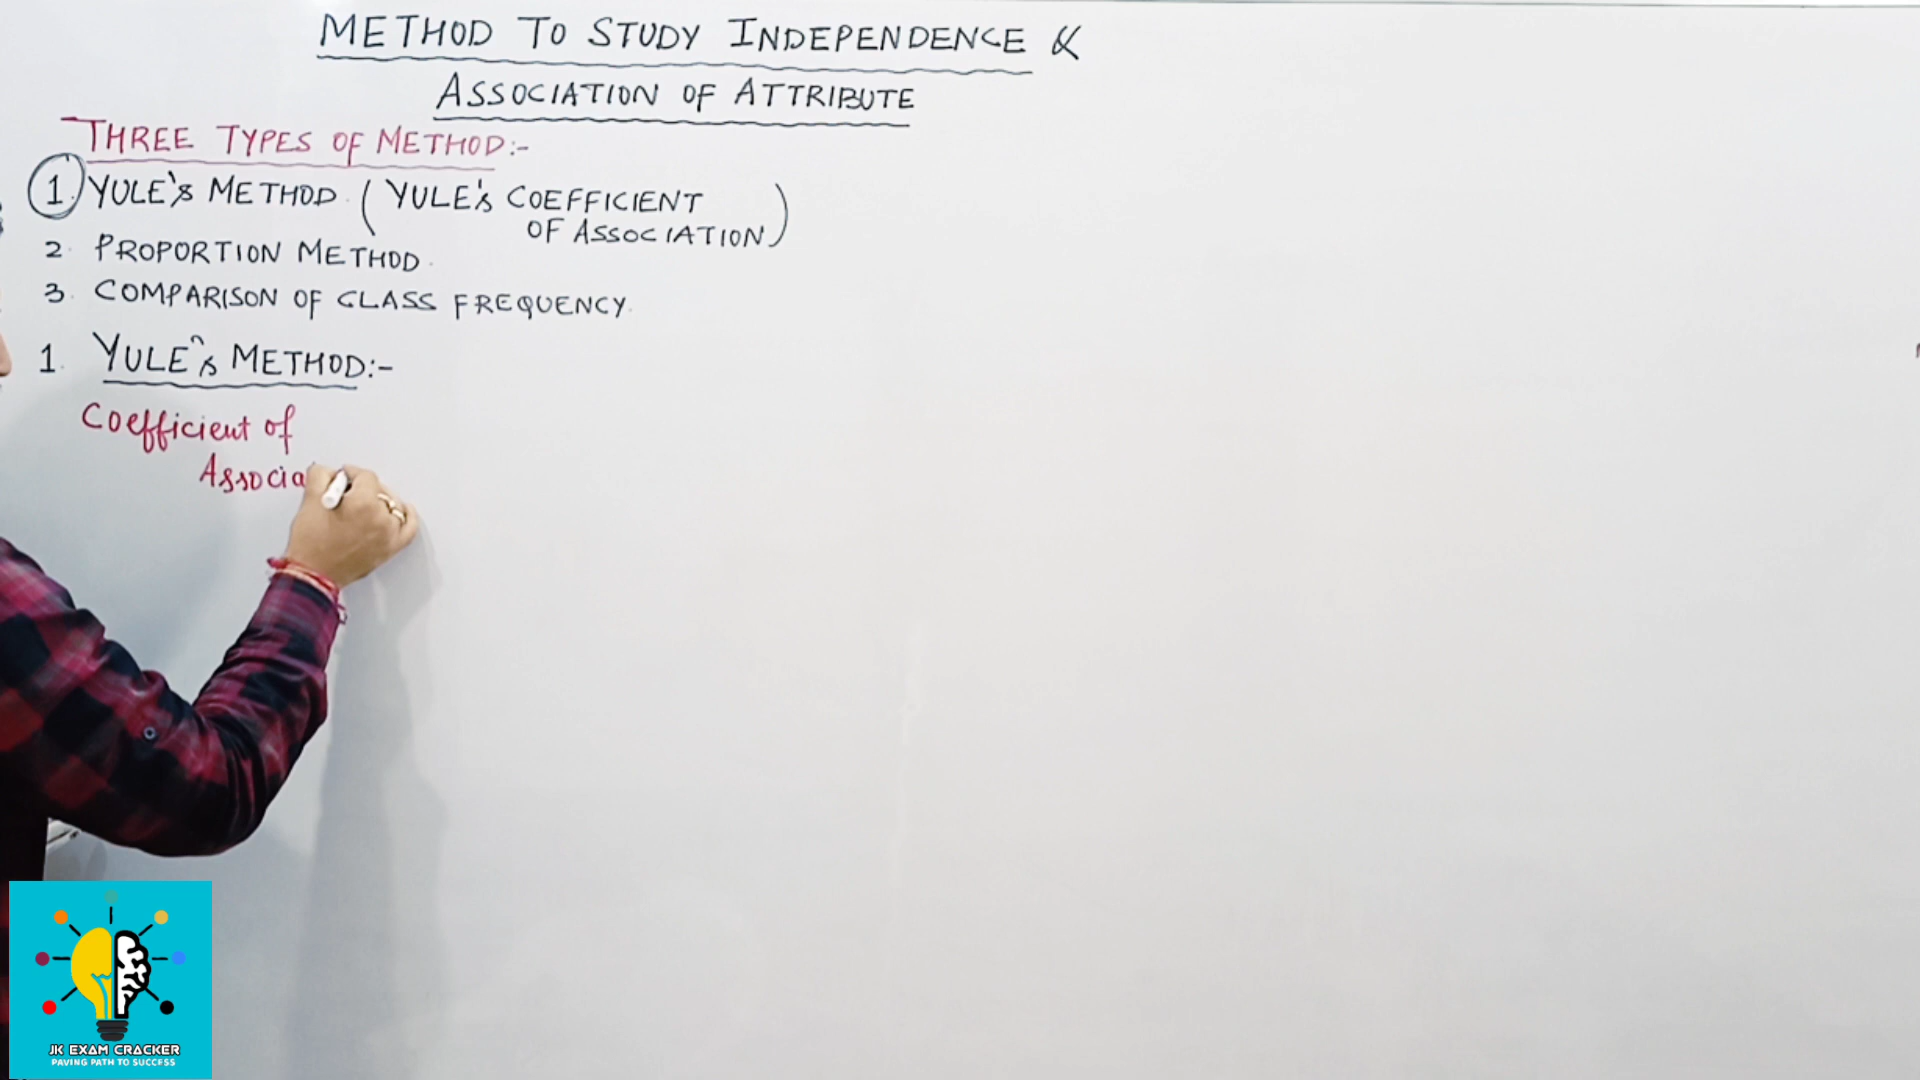 METHOD TO STUDY INDEPENDENCE &
ASSOCIATION OF ATTRIBUTE
THREE TYPES OF METHOD:-
1. YULE's METHOD. (YULE's COEFFICIENT
OF ASSOCIATION)
2. PROPORTION METHOD.
3. COMPARISON OF CLASS FREQUENCY.
1. YULE's METHOD:-
Coefficient of
Associa
JK EXAM CRACKER
PAVING PATH TO SUCCESS